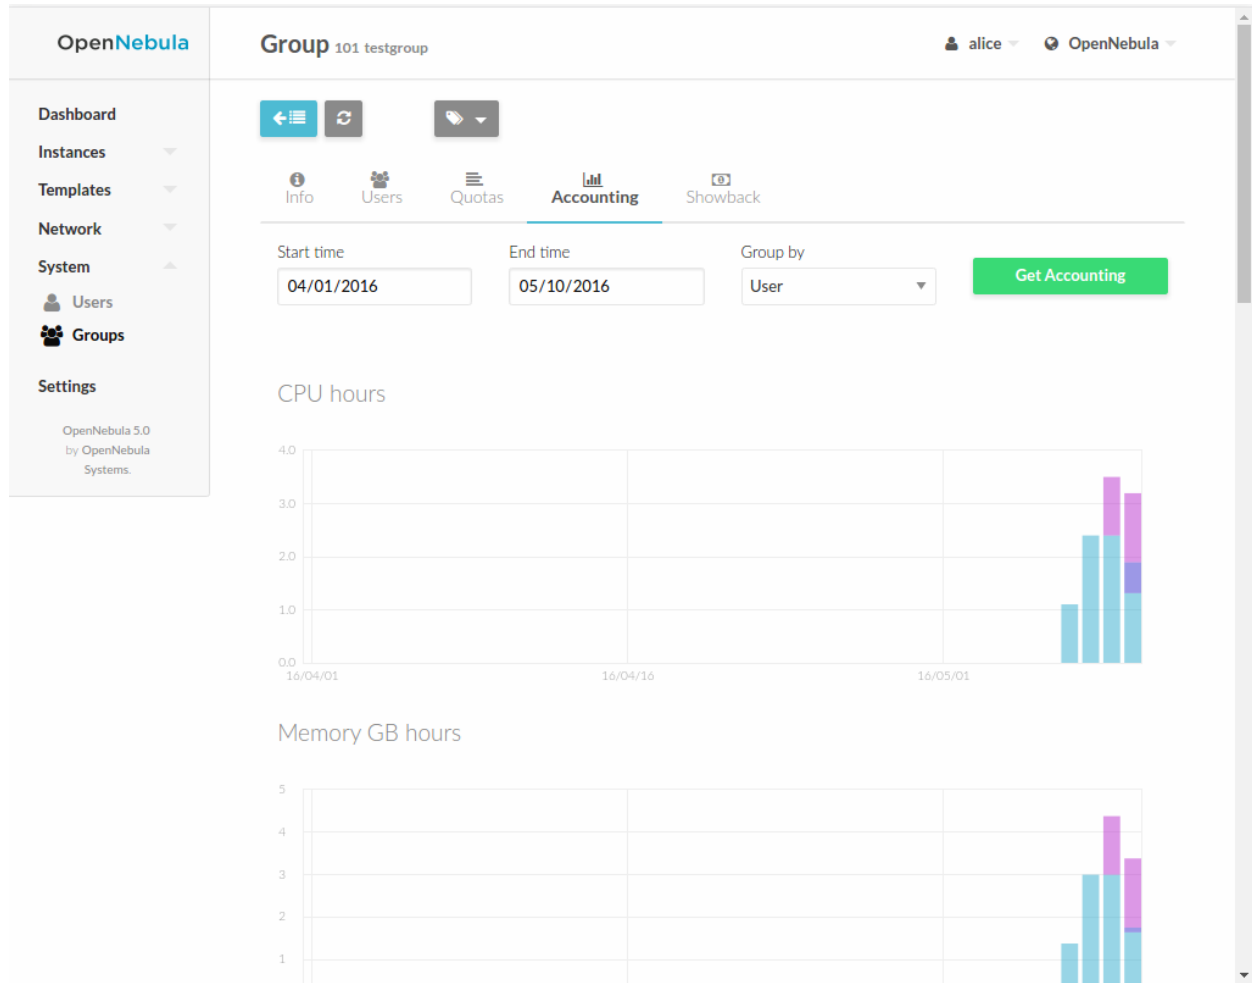 OpenNebula
Group 101 testgroup
alice
OpenNebula
Dashboard
Instances
Templates
Network
System
Users
Groups
Settings
OpenNebula 5.0
by OpenNebula
Systems.
Info
Users
Quotas
Accounting
Showback
Start time
End time
Group by
04/01/2016
05/10/2016
User
Get Accounting
CPU hours
4.0
3.0
2.0
1.0
0.0
16/04/01
16/04/16
16/05/01
Memory GB hours
5
4
3
2
1